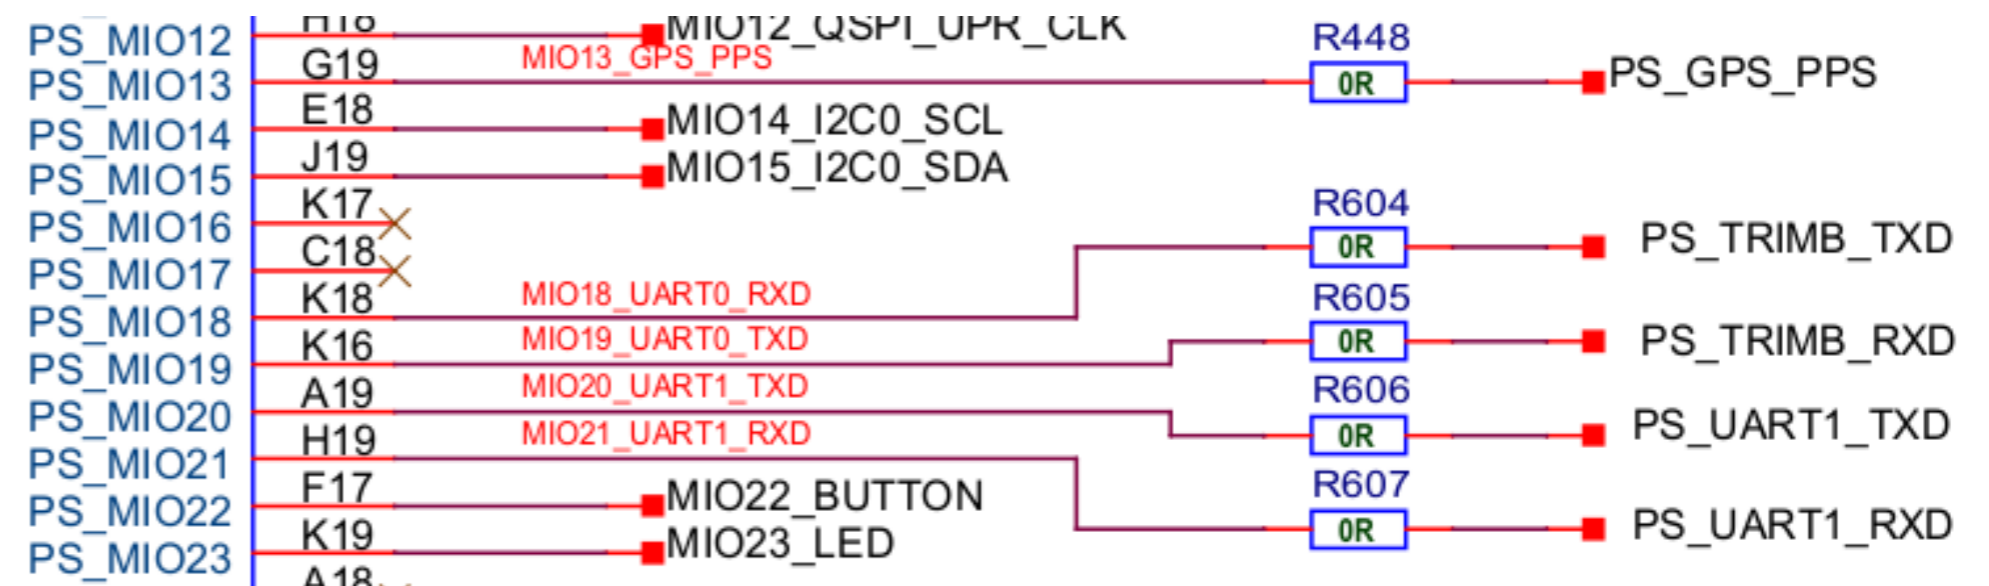 H18 MIO12_QSPI_UPR_CLK
PS_MIO12 R448
MIO13_GPS_PPS
PS_MIO13 G19 0R PS_GPS_PPS
PS_MIO14 E18 MIO14_I2C0_SCL
PS_MIO15 J19 MIO15_I2C0_SDA
PS_MIO16 K17 R604
PS_MIO17 C18 0R PS_TRIMB_TXD
PS_MIO18 K18 MIO18_UART0_RXD R605
PS_MIO19 K16 MIO19_UART0_TXD 0R PS_TRIMB_RXD
PS_MIO20 A19 MIO20_UART1_TXD R606
0R PS_UART1_TXD
PS_MIO21 H19 MIO21_UART1_RXD
PS_MIO22 F17 MIO22_BUTTON R607
PS_MIO23 K19 MIO23_LED 0R PS_UART1_RXD
A18